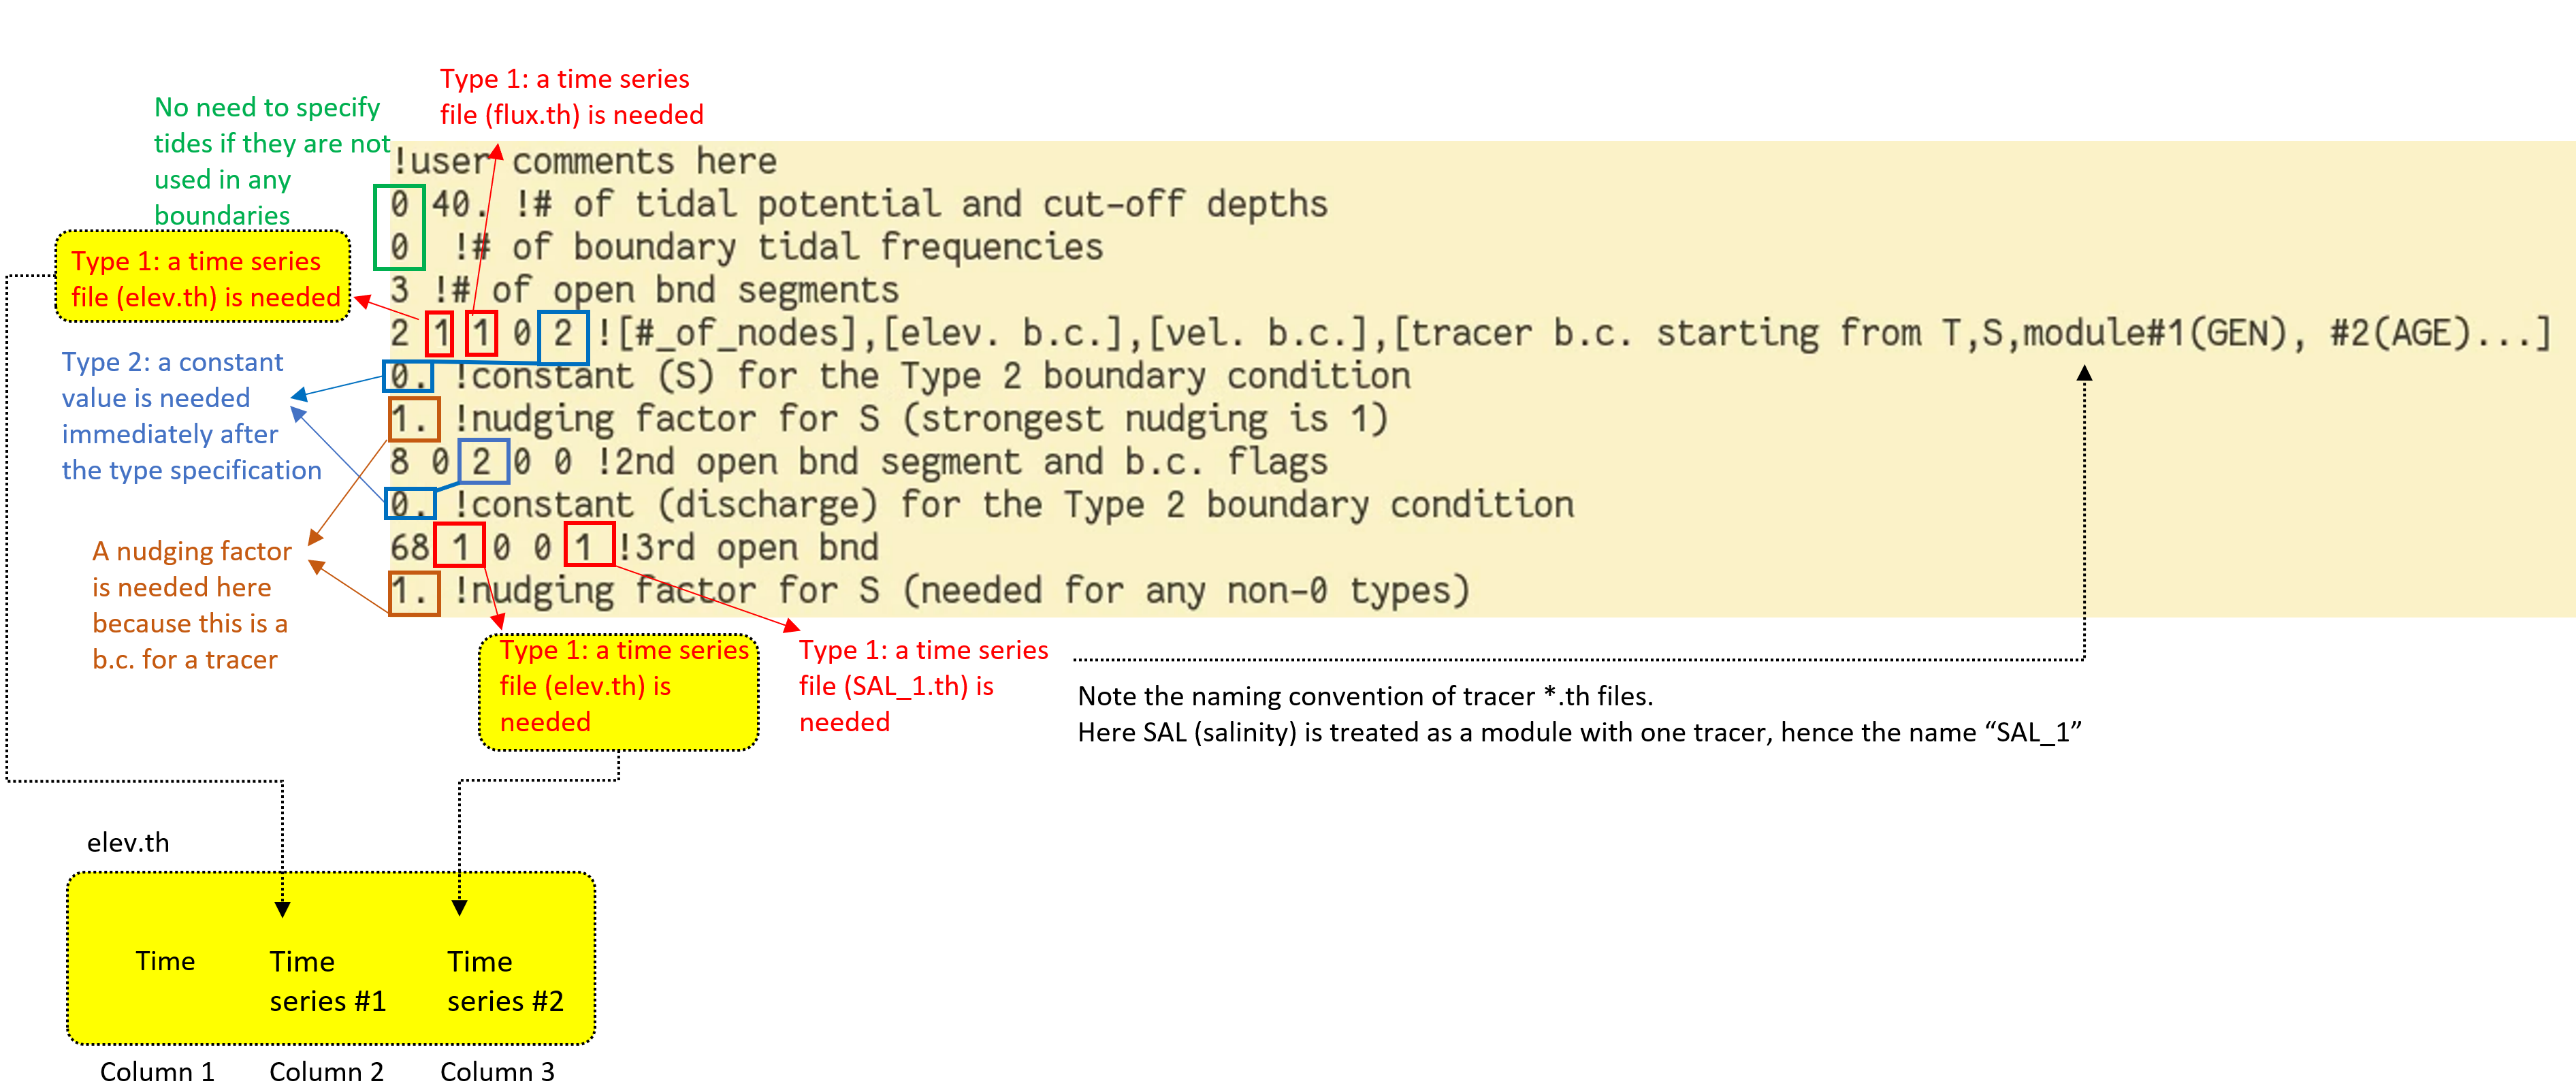 Type 1: a time series
file (flux.th) is needed
No need to specify
tides if they are not
used in any
boundaries
!user comments here
0 40. !# of tidal potential and cut-off depths
0 !# of boundary tidal frequencies
3 !# of open bnd segments
2 1 1 0 2 ![#_of_nodes],[elev. b.c.],[vel. b.c.],[tracer b.c. starting from T,S,module#1(GEN), #2(AGE)...]
0. !constant (S) for the Type 2 boundary condition
1. !nudging factor for S (strongest nudging is 1)
8 0 2 0 0 !2nd open bnd segment and b.c. flags
0. !constant (discharge) for the Type 2 boundary condition
68 1 0 0 1 !3rd open bnd
1. !nudging factor for S (needed for any non-0 types)
Type 1: a time series
file (elev.th) is needed
Type 2: a constant
value is needed
immediately after
the type specification
A nudging factor
is needed here
because this is a
b.c. for a tracer
Type 1: a time series
file (elev.th) is
needed
Type 1: a time series
file (SAL_1.th) is
needed
Note the naming convention of tracer *.th files.
Here SAL (salinity) is treated as a module with one tracer, hence the name “SAL_1”
elev.th
Time
Time
series #1
Time
series #2
Column 1
Column 2
Column 3